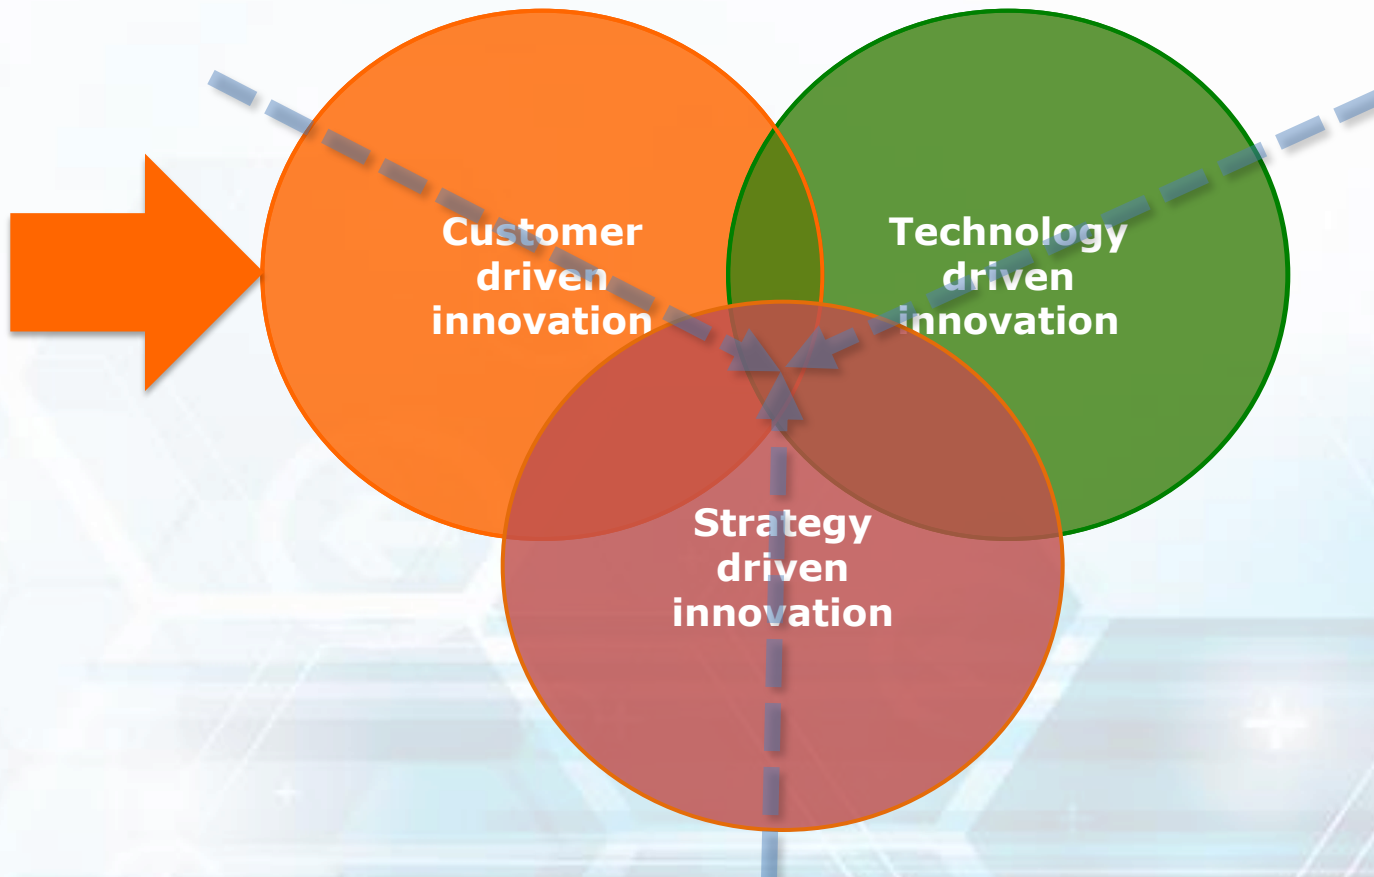 Customer
driven
innovation
Technology
driven
innovation
Strategy
driven
innovation